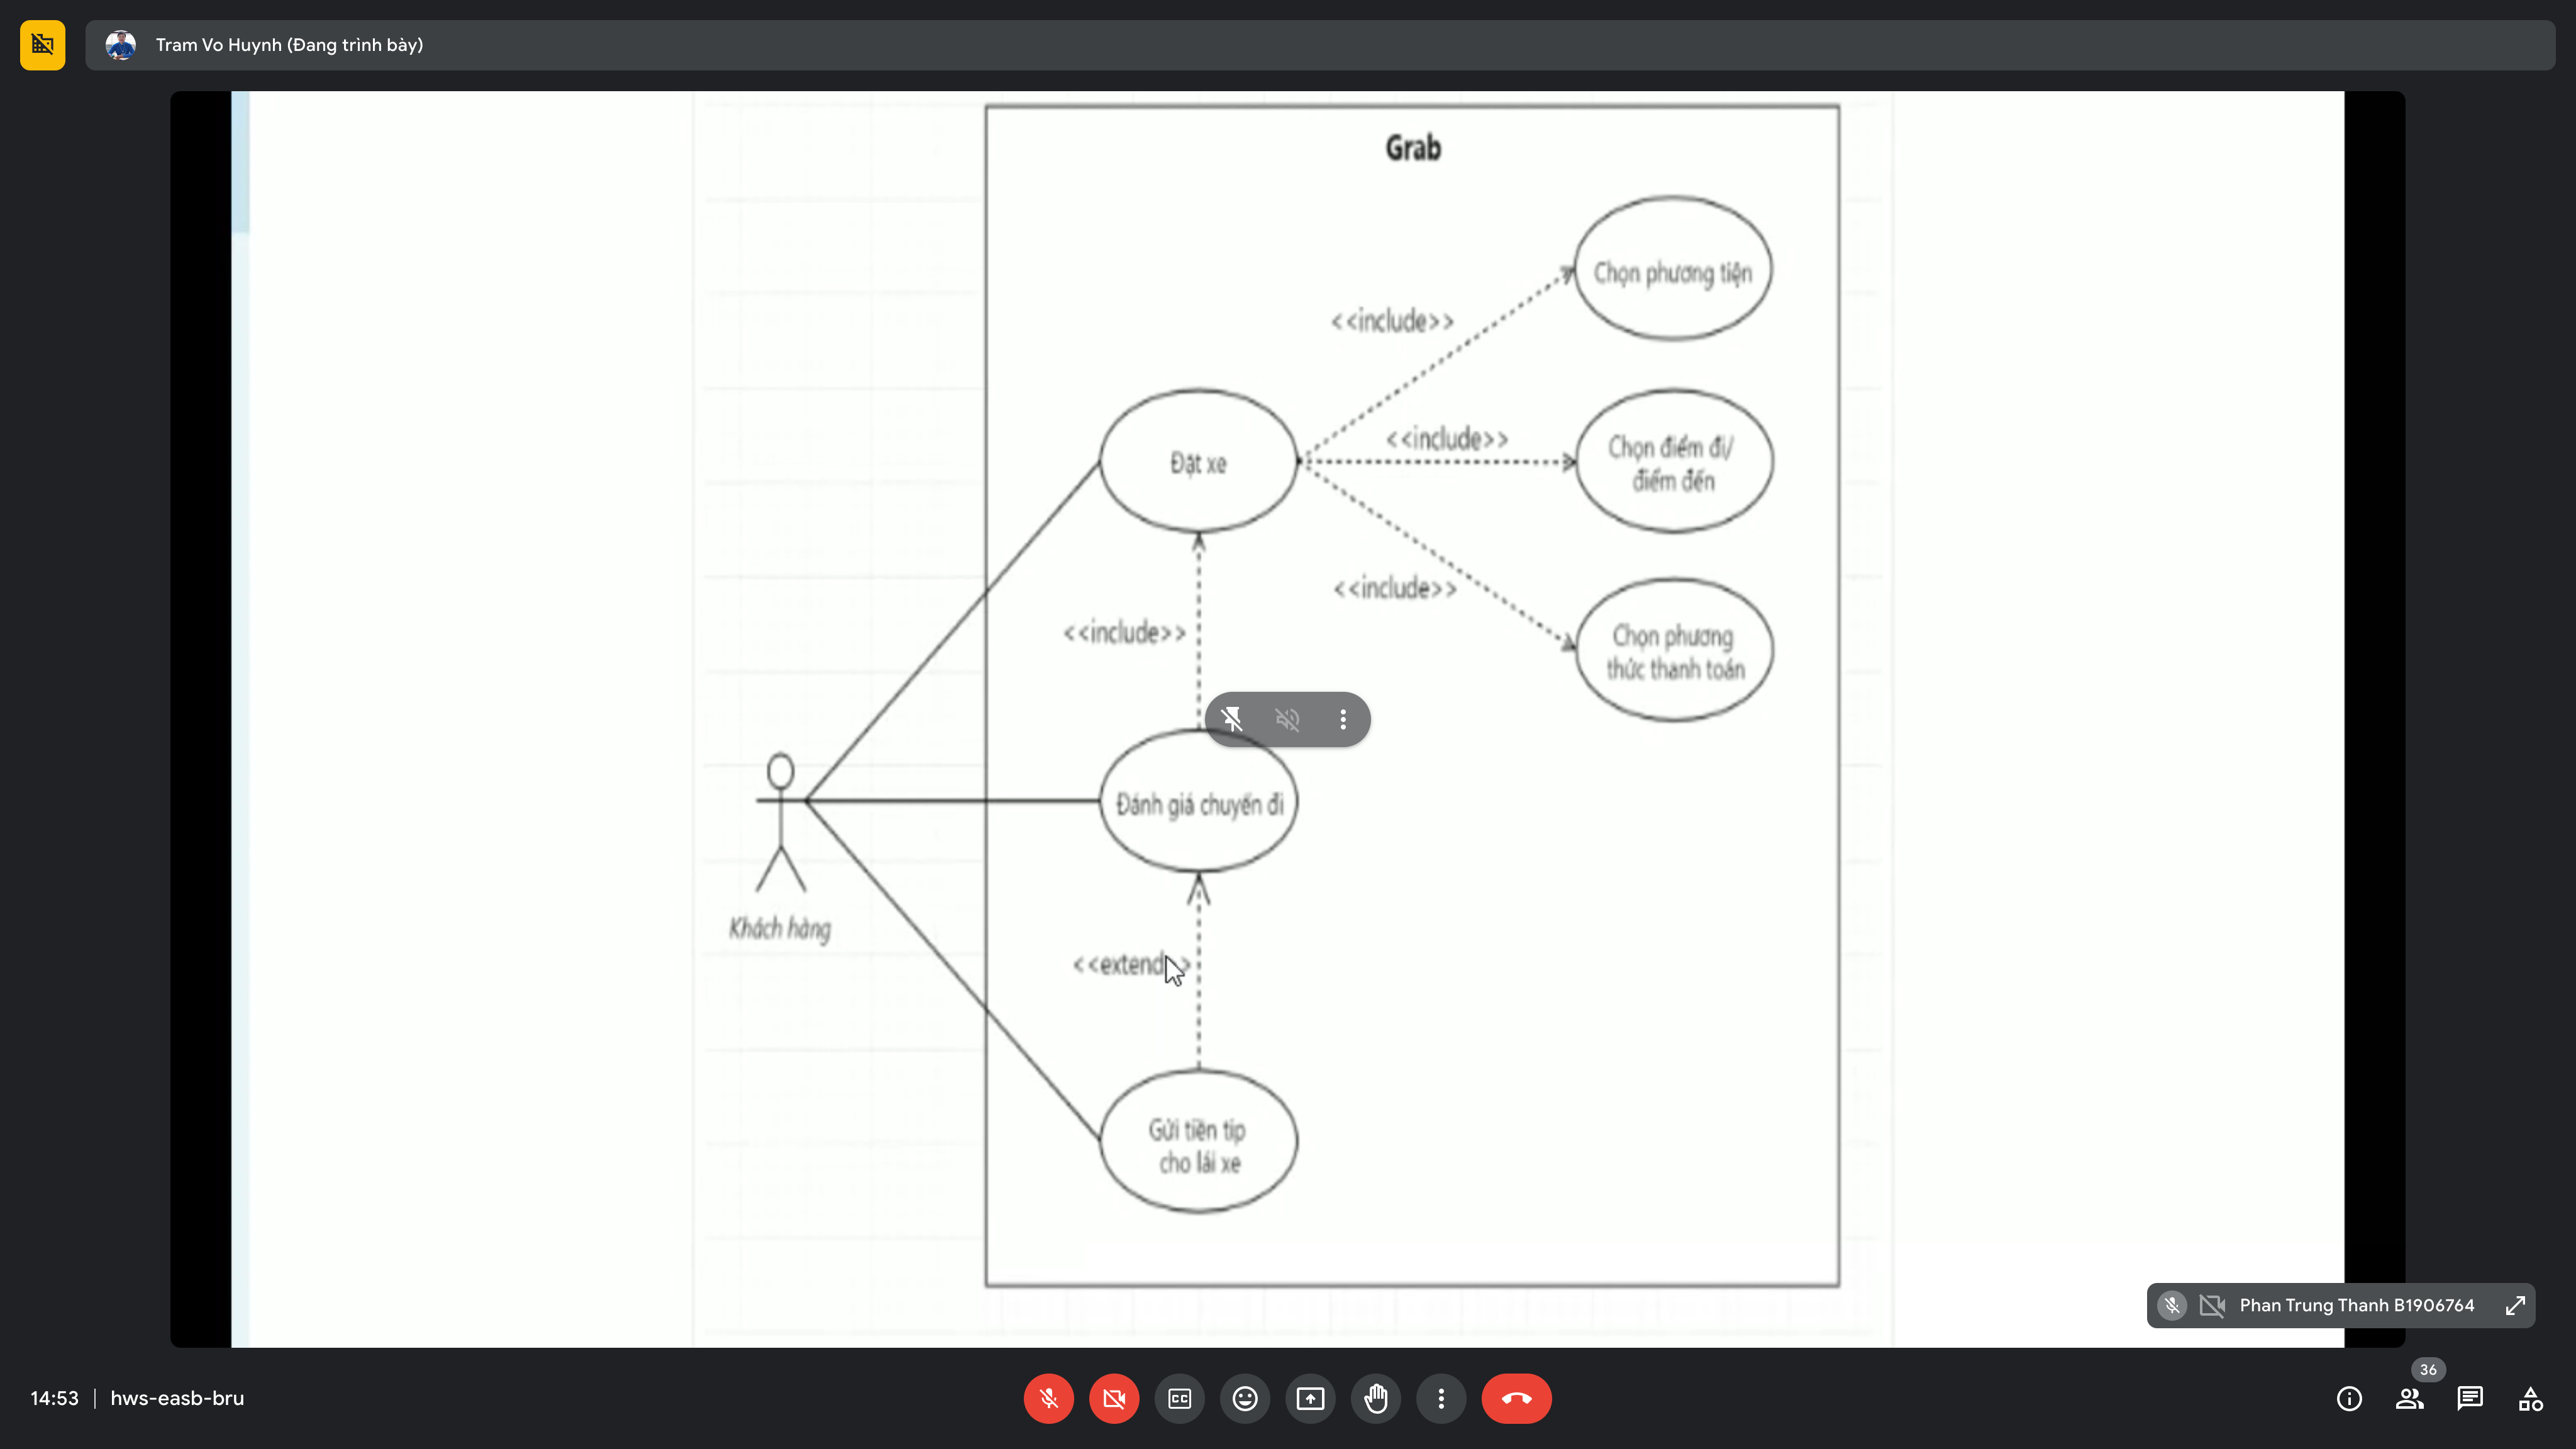 Tram Vo Huynh (Đang trình bày)
Grab
Chọn phương tiện
<<include>>
<<include>>
Chọn điểm đi/
điểm đến
Đặt xe
<<include>>
<<include>>
Chọn phương
thức thanh toán
Đánh giá chuyến đi
Khách hàng
<<extend>>
Gửi tiền tip
cho lái xe
Phan Trung Thanh B1906764
14:53
hws-easb-bru
CC
36